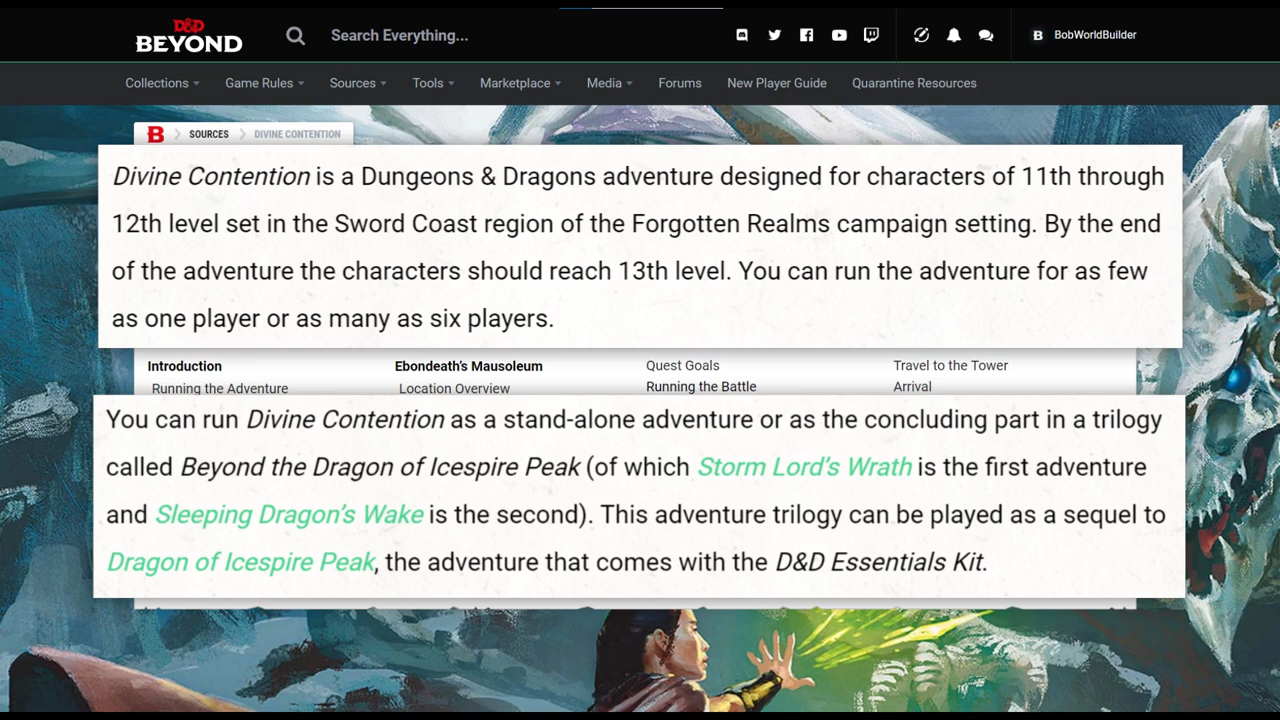 D&D
BEYOND
Search Everything...
BobWorldBuilder
Collections
Game Rules
Sources
Tools
Marketplace
Media
Forums
New Player Guide
Quarantine Resources
SOURCES
DIVINE CONTENTION
Divine Contention is a Dungeons & Dragons adventure designed for characters of 11th through
12th level set in the Sword Coast region of the Forgotten Realms campaign setting. By the end
of the adventure the characters should reach 13th level. You can run the adventure for as few
as one player or as many as six players.
Introduction
Running the Adventure
Ebondeath's Mausoleum
Location Overview
Quest Goals
Running the Battle
Travel to the Tower
Arrival
You can run Divine Contention as a stand-alone adventure or as the concluding part in a trilogy
called Beyond the Dragon of Icespire Peak (of which Storm Lord's Wrath is the first adventure
and Sleeping Dragon's Wake is the second). This adventure trilogy can be played as a sequel to
Dragon of Icespire Peak, the adventure that comes with the D&D Essentials Kit.